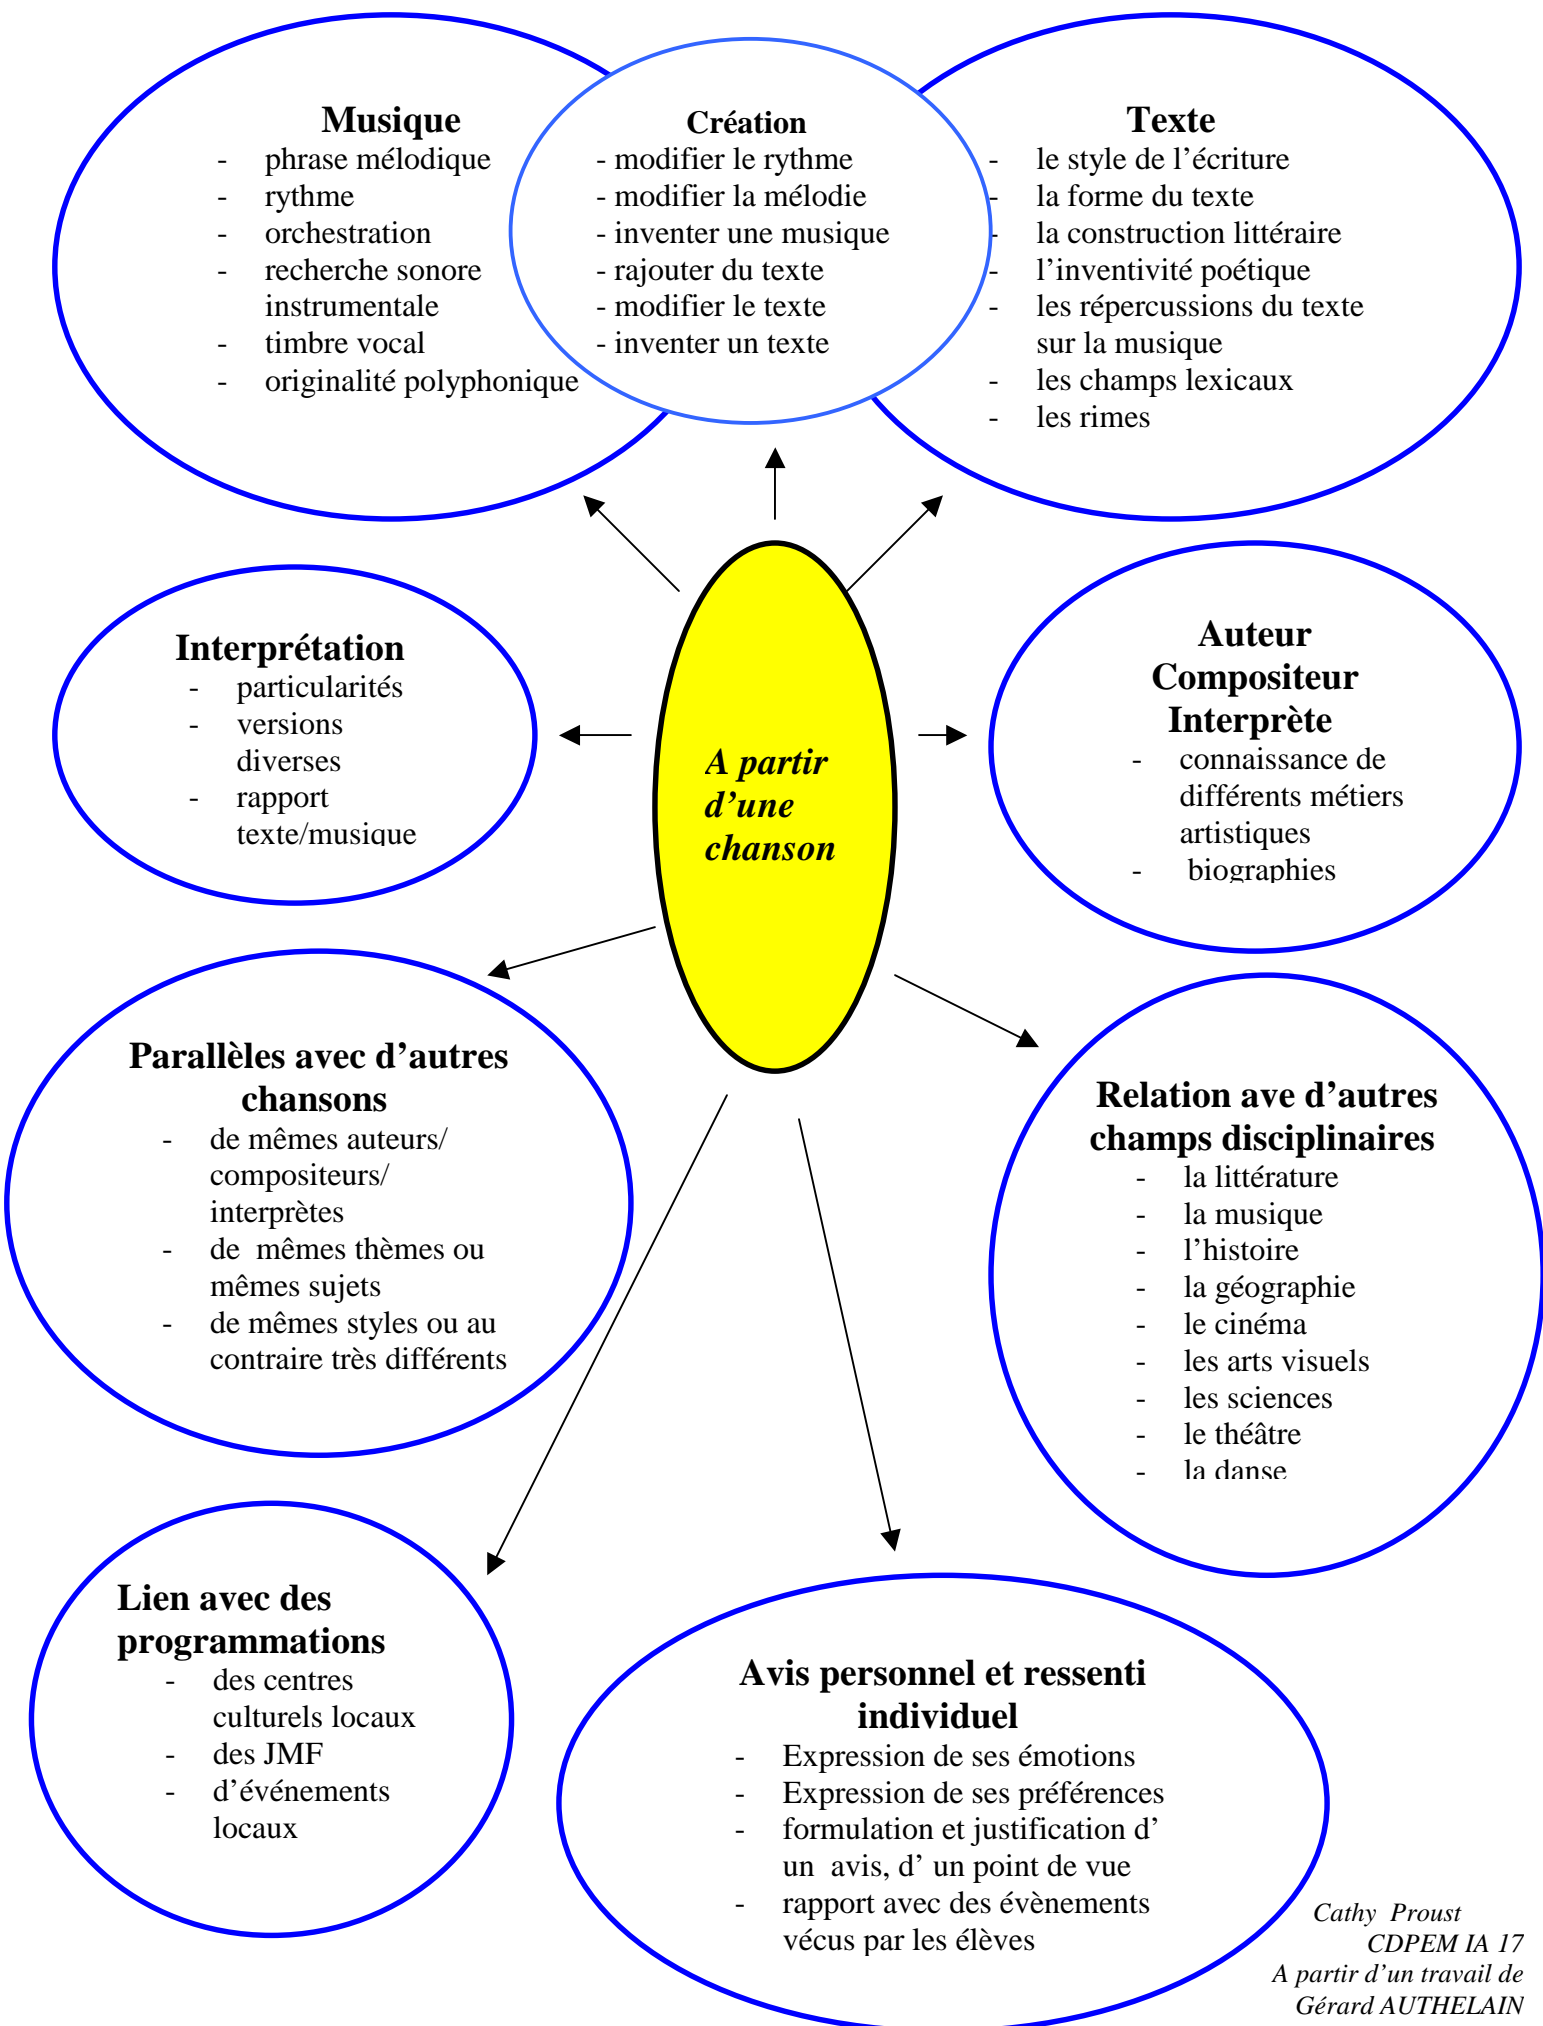 Musique
- phrase mélodique
- rythme
- orchestration
- recherche sonore
instrumentale
- timbre vocal
- originalité polyphonique
Création
- modifier le rythme
- modifier la mélodie
- inventer une musique
- rajouter du texte
- modifier le texte
- inventer un texte
Texte
- le style de l’écriture
- la forme du texte
- la construction littéraire
- l’inventivité poétique
- les répercussions du texte
sur la musique
- les champs lexicaux
- les rimes
Interprétation
- particularités
- versions
diverses
- rapport
texte/musique
A partir
d’une
chanson
Auteur
Compositeur
Interprète
- connaissance de
différents métiers
artistiques
- biographies
Parallèles avec d’autres
chansons
- de mêmes auteurs/
compositeurs/
interprètes
- de mêmes thèmes ou
mêmes sujets
- de mêmes styles ou au
contraire très différents
Relation ave d’autres
champs disciplinaires
- la littérature
- la musique
- l’histoire
- la géographie
- le cinéma
- les arts visuels
- les sciences
- le théâtre
- la danse
Lien avec des
programmations
- des centres
culturels locaux
- des JMF
- d’événements
locaux
Avis personnel et ressenti
individuel
- Expression de ses émotions
- Expression de ses préférences
- formulation et justification d’
un avis, d’ un point de vue
- rapport avec des évènements
vécus par les élèves
Cathy Proust
CDPEM IA 17
A partir d’un travail de
Gérard AUTHELAIN